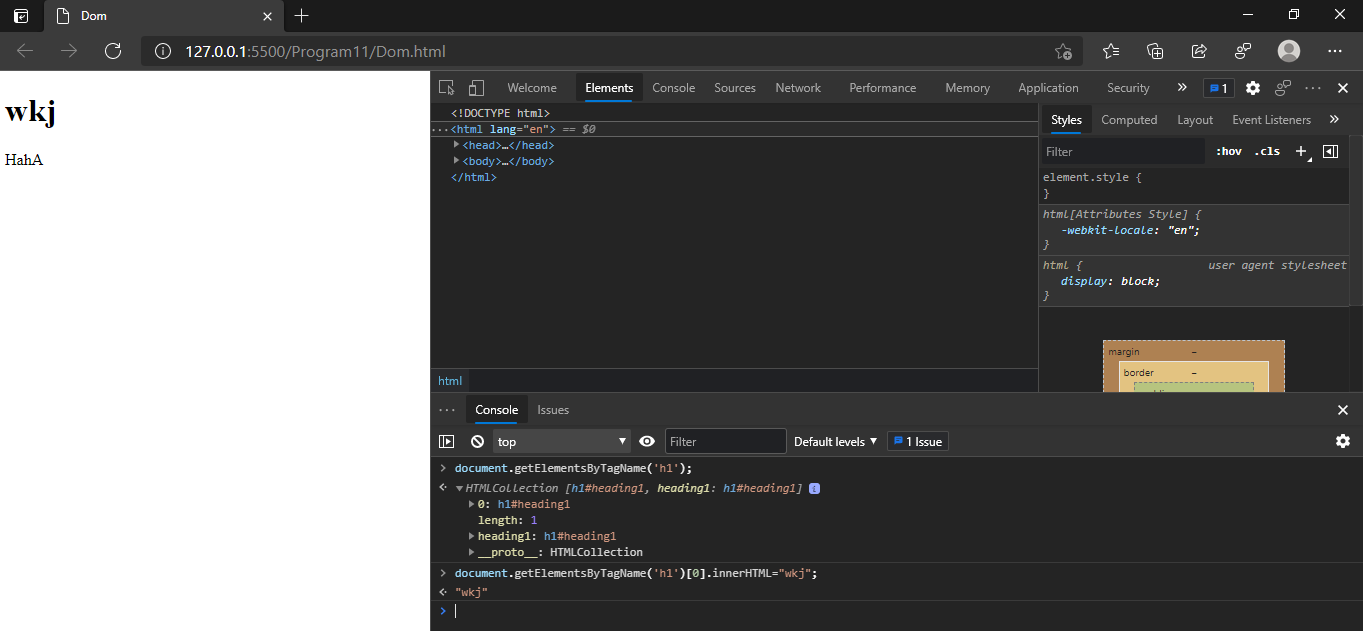 Dom
127.0.0.1:5500/Program11/Dom.html
wkj
HahA
Welcome Elements Console Sources Network Performance Memory Application Security » 1
<!DOCTYPE html>
...<html lang="en"> == $0
<head>…</head>
<body>…</body>
</html>
html
Styles Computed Layout Event Listeners »
Filter :hov .cls +
element.style {
}
html[Attributes Style] {
-webkit-locale: "en";
}
html { user agent stylesheet
display: block;
}
margin –
border –
Console Issues
top Filter Default levels 1 Issue
> document.getElementsByTagName('h1');
HTMLCollection [h1#heading1, heading1: h1#heading1] i
0: h1#heading1
length: 1
heading1: h1#heading1
__proto__: HTMLCollection
> document.getElementsByTagName('h1')[0].innerHTML="wkj";
"wkj"
>